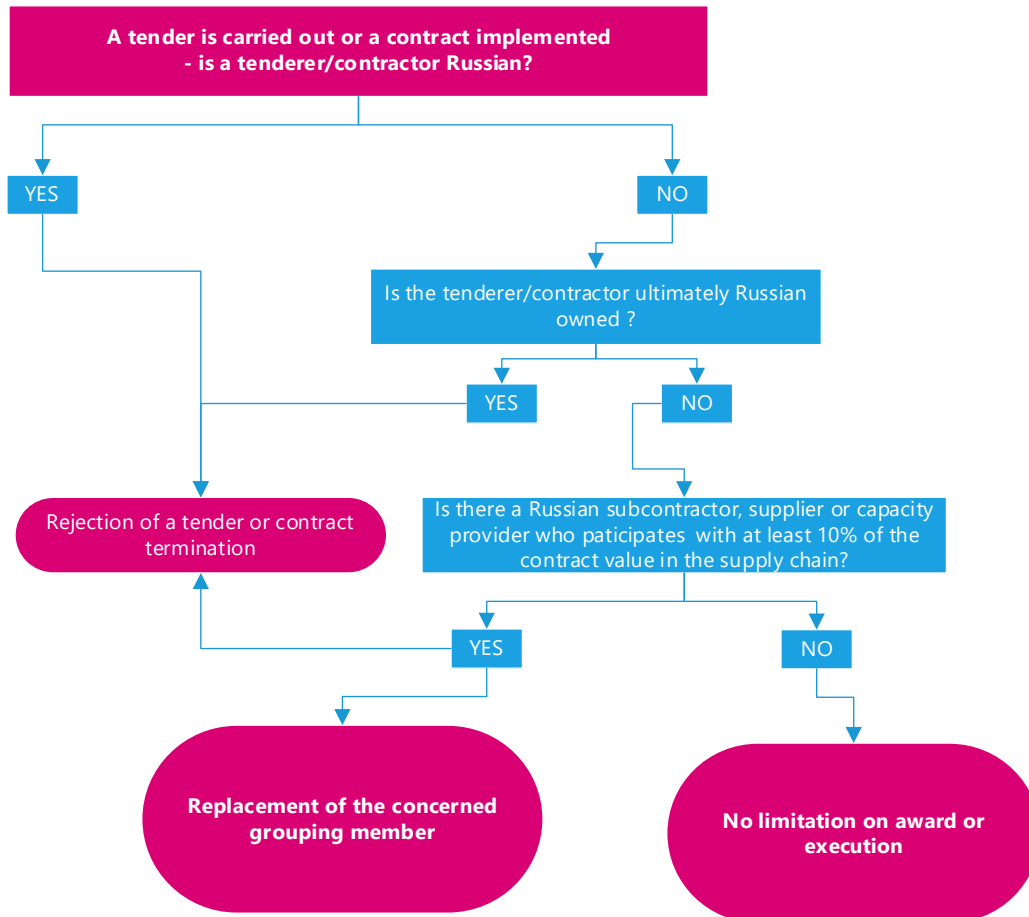 A tender is carried out or a contract implemented
- is a tenderer/contractor Russian?
YES
NO
Is the tenderer/contractor ultimately Russian
owned ?
YES
NO
Rejection of a tender or contract
termination
Is there a Russian subcontractor, supplier or capacity
provider who paticipates with at least 10% of the
contract value in the supply chain?
YES
NO
Replacement of the concerned
grouping member
No limitation on award or
execution